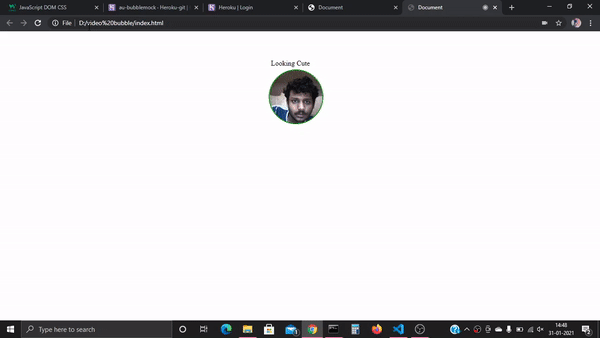 JavaScript DOM CSS
au-bubblemock · Heroku-git |
Heroku | Login
Document
Document
File
D:/video%20bubble/index.html
Looking Cute
Type here to search
14:48
31-01-2021